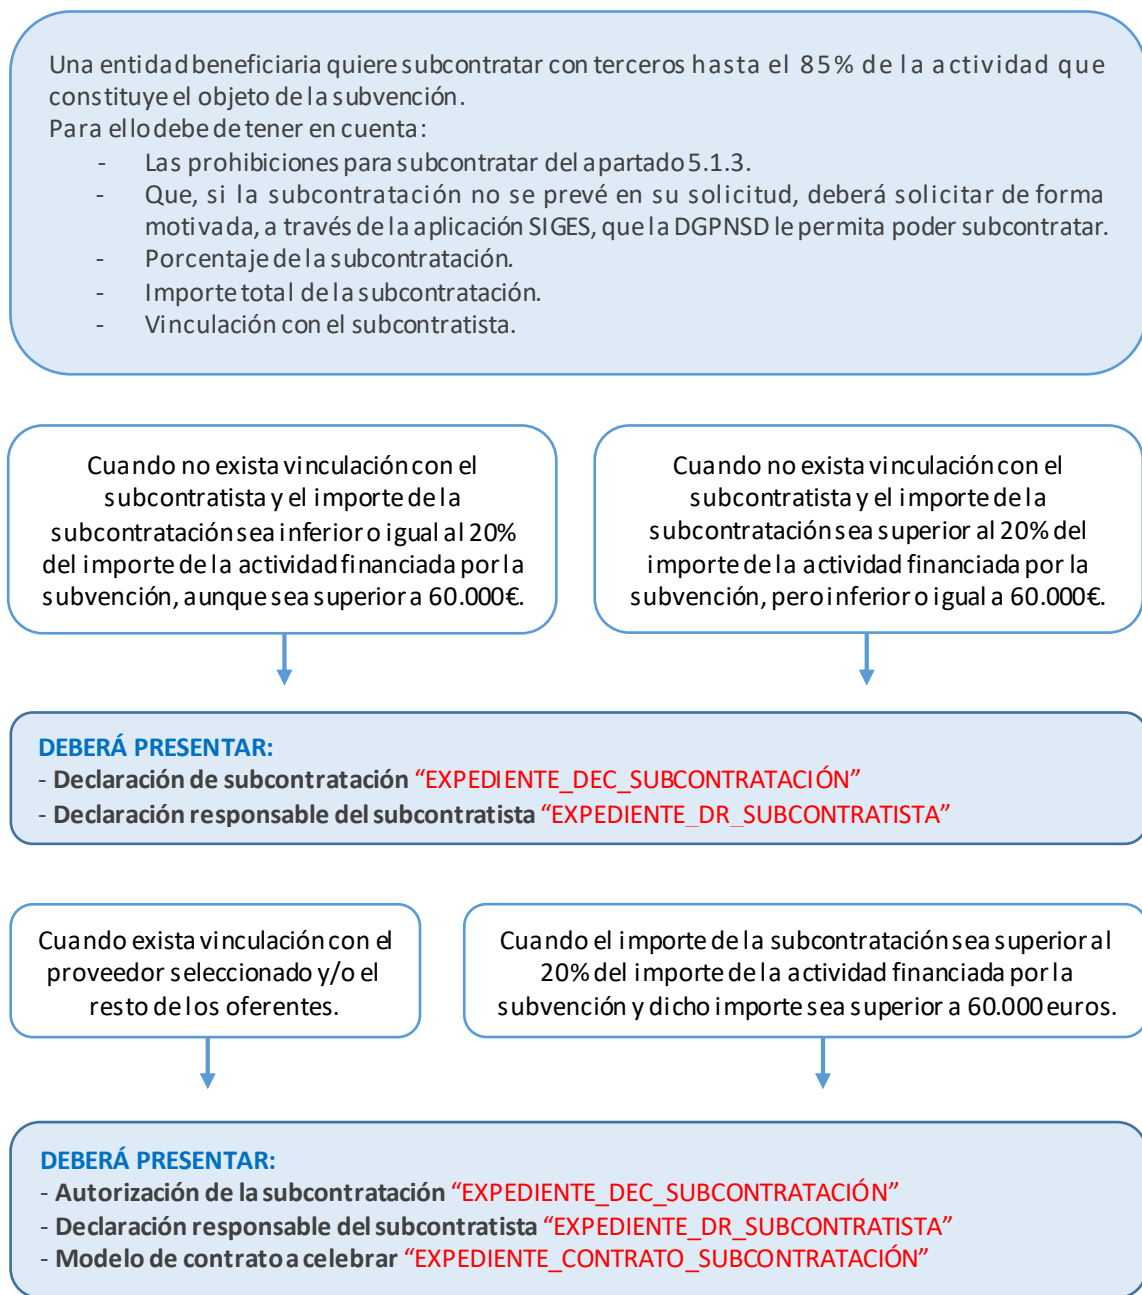 Una entidad beneficiaria quiere subcontratar con terceros hasta el 85% de la actividad que
constituye el objeto de la subvención.
Para ello debe de tener en cuenta:
- Las prohibiciones para subcontratar del apartado 5.1.3.
- Que, si la subcontratación no se prevé en su solicitud, deberá solicitar de forma
motivada, a través de la aplicación SIGES, que la DGPNSD le permita poder subcontratar.
- Porcentaje de la subcontratación.
- Importe total de la subcontratación.
- Vinculación con el subcontratista.
Cuando no exista vinculación con el
subcontratista y el importe de la
subcontratación sea inferior o igual al 20%
del importe de la actividad financiada por la
subvención, aunque sea superior a 60.000€.
Cuando no exista vinculación con el
subcontratista y el importe de la
subcontratación sea superior al 20% del
importe de la actividad financiada por la
subvención, pero inferior o igual a 60.000€.
DEBERÁ PRESENTAR:
- Declaración de subcontratación “EXPEDIENTE_DEC_SUBCONTRATACIÓN”
- Declaración responsable del subcontratista “EXPEDIENTE_DR_SUBCONTRATISTA”
Cuando exista vinculación con el
proveedor seleccionado y/o el
resto de los oferentes.
Cuando el importe de la subcontratación sea superior al
20% del importe de la actividad financiada por la
subvención y dicho importe sea superior a 60.000 euros.
DEBERÁ PRESENTAR:
- Autorización de la subcontratación “EXPEDIENTE_DEC_SUBCONTRATACIÓN”
- Declaración responsable del subcontratista “EXPEDIENTE_DR_SUBCONTRATISTA”
- Modelo de contrato a celebrar “EXPEDIENTE_CONTRATO_SUBCONTRATACIÓN”